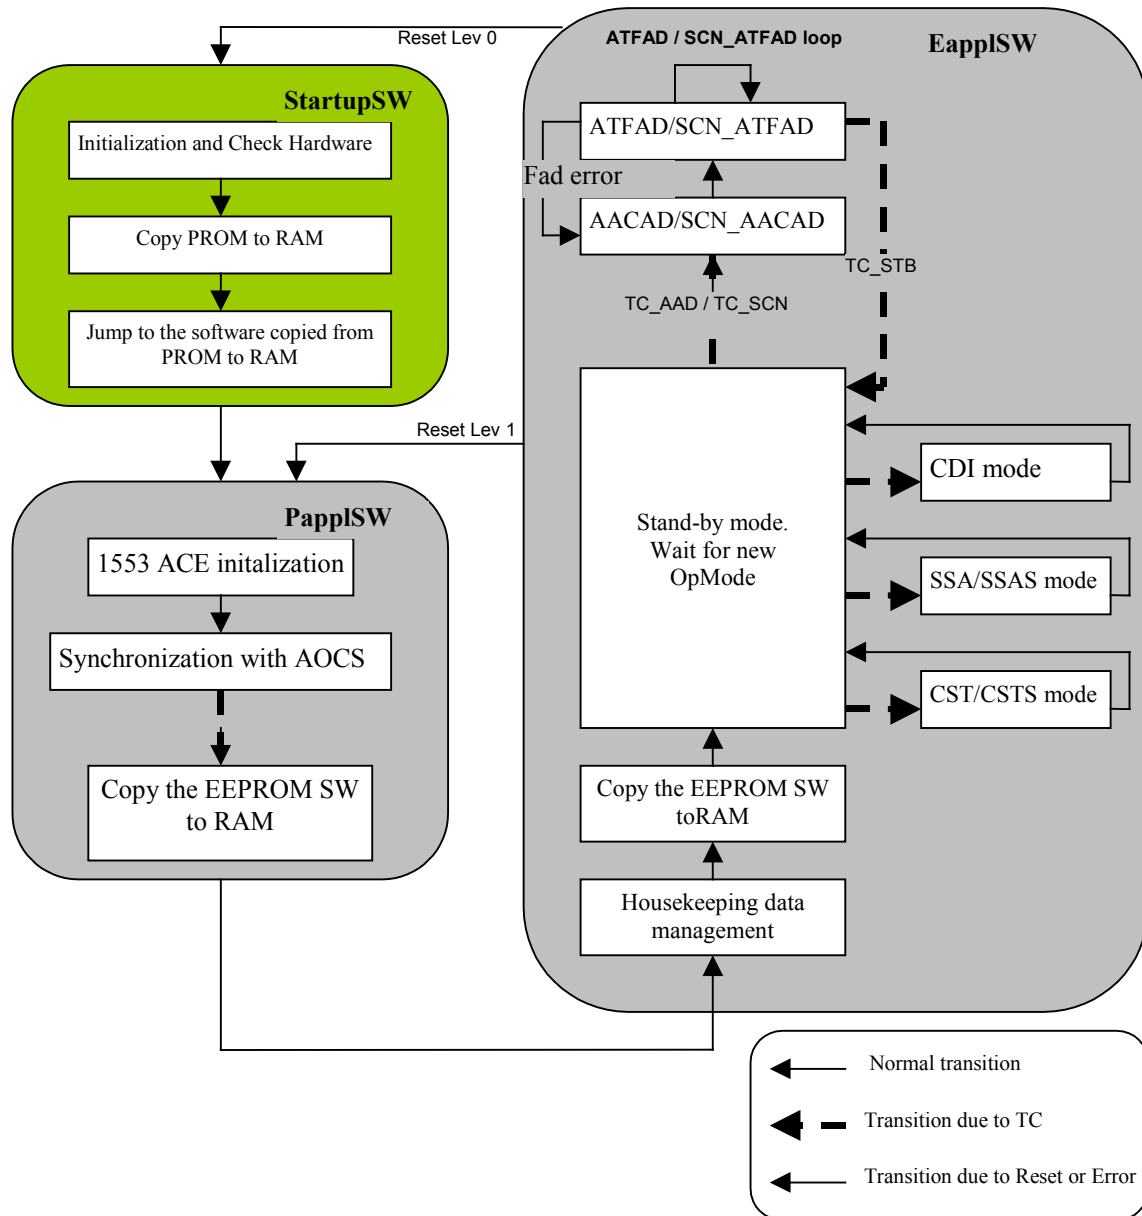 Reset Lev 0
StartupSW
Initialization and Check Hardware
Copy PROM to RAM
Jump to the software copied from
PROM to RAM
Reset Lev 1
PapplSW
1553 ACE initalization
Synchronization with AOCS
Copy the EEPROM SW
to RAM
ATFAD / SCN_ATFAD loop
EapplSW
ATFAD/SCN_ATFAD
Fad error
AACAD/SCN_AACAD
TC_STB
TC_AAD / TC_SCN
Stand-by mode.
Wait for new
OpMode
CDI mode
SSA/SSAS mode
CST/CSTS mode
Copy the EEPROM SW
toRAM
Housekeeping data
management
Normal transition
Transition due to TC
Transition due to Reset or Error